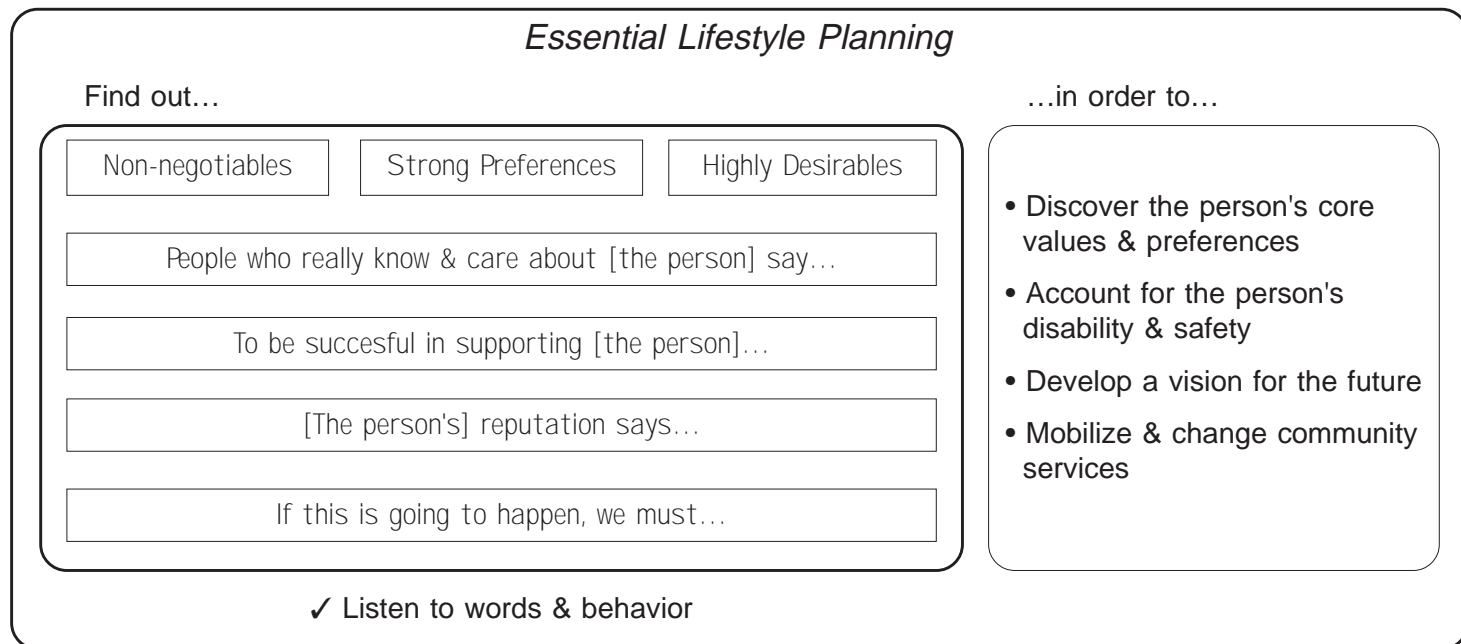 Essential Lifestyle Planning
Find out…
Non-negotiables
Strong Preferences
Highly Desirables
People who really know & care about [the person] say…
To be succesful in supporting [the person]…
[The person's] reputation says…
If this is going to happen, we must…
✓ Listen to words & behavior
…in order to…
• Discover the person's core
values & preferences
• Account for the person's
disability & safety
• Develop a vision for the future
• Mobilize & change community
services